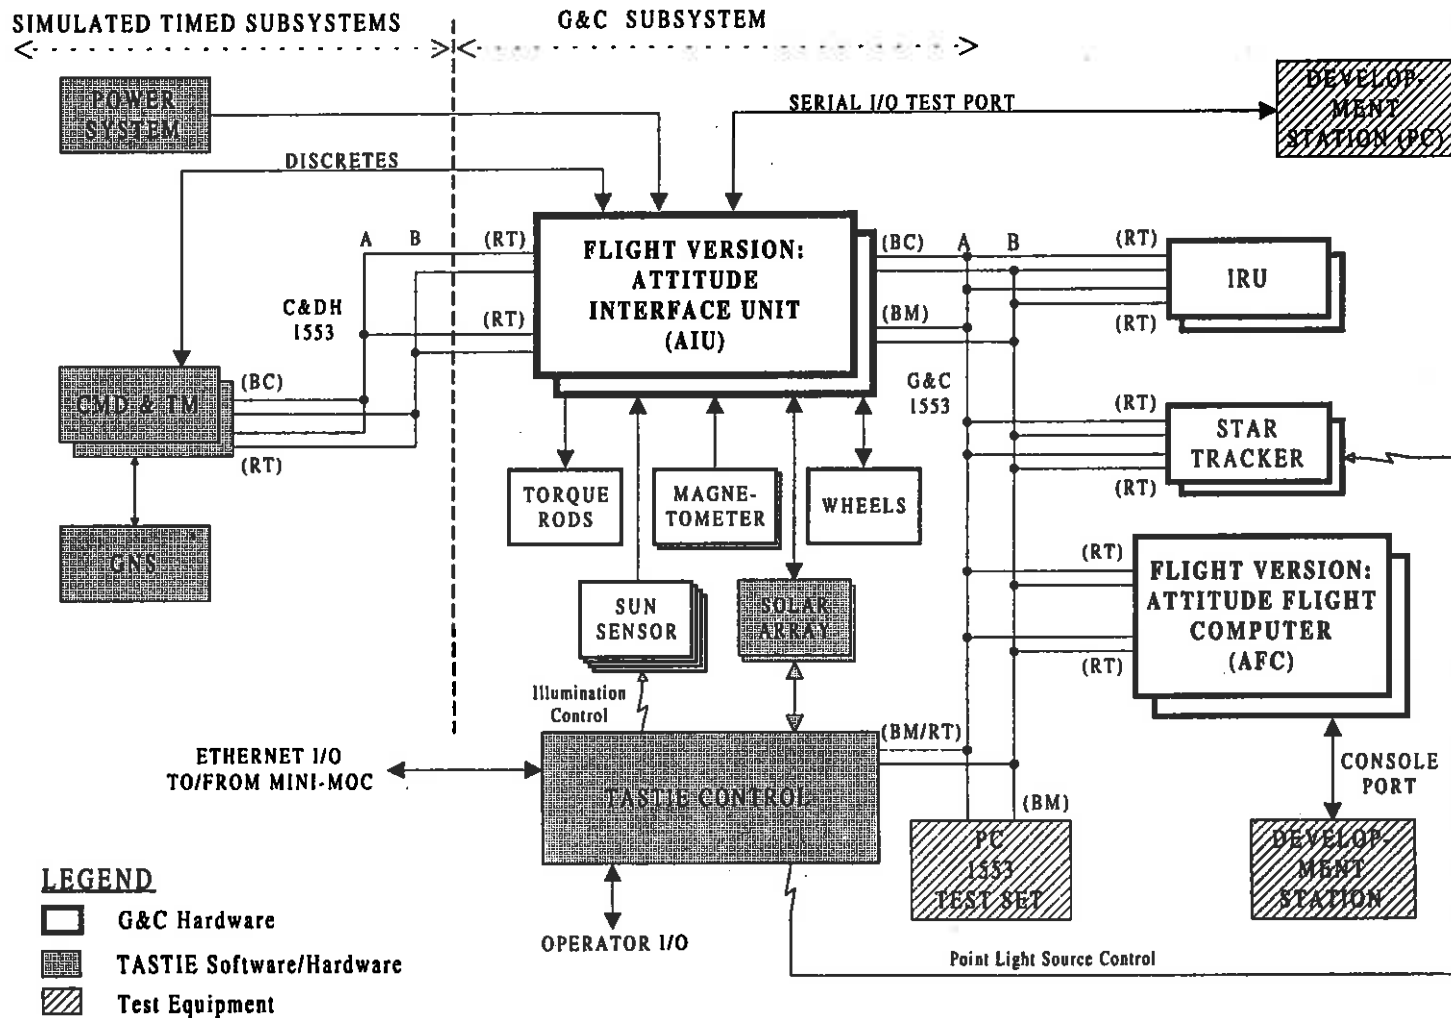 SIMULATED TIMED SUBSYSTEMS
G&C SUBSYSTEM
POWER
SYSTEM
SERIAL I/O TEST PORT
DEVELOP-
MENT
STATION (PC)
DISCRETES
A
B
(RT)
FLIGHT VERSION:
ATTITUDE
INTERFACE UNIT
(AIU)
(BC)
A
B
(RT)
IRU
C&DH
1553
(RT)
(BM)
(RT)
(BC)
CMD & TM
(RT)
G&C
1553
(RT)
STAR
TRACKER
(RT)
TORQUE
RODS
MAGNE-
TOMETER
WHEELS
GNS
SUN
SENSOR
SOLAR
ARRAY
(RT)
FLIGHT VERSION:
ATTITUDE FLIGHT
COMPUTER
(AFC)
(RT)
Illumination
Control
ETHERNET I/O
TO/FROM MINI-MOC
TASTIE CONTROL
(BM/RT)
(BM)
CONSOLE
PORT
PC
1553
TEST SET
DEVELOP-
MENT
STATION
LEGEND
G&C Hardware
TASTIE Software/Hardware
Test Equipment
OPERATOR I/O
Point Light Source Control